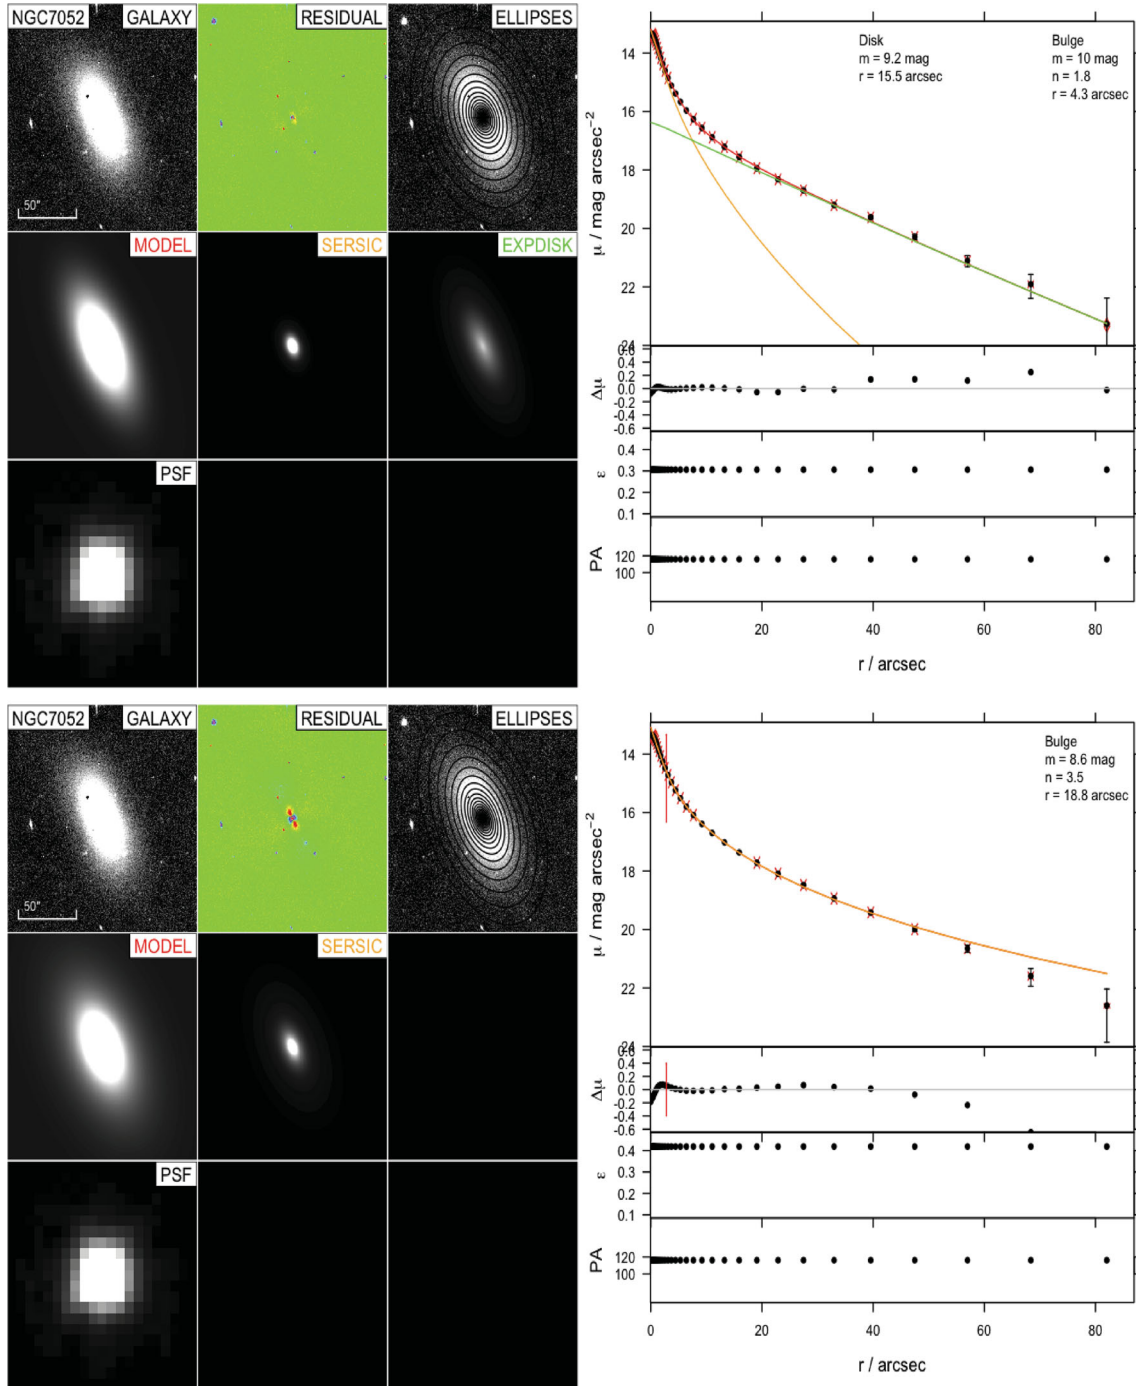 NGC7052 GALAXY RESIDUAL ELLIPSES
50"
MODEL SERSIC EXPDISK
PSF
Disk
m = 9.2 mag
r = 15.5 arcsec
Bulge
m = 10 mag
n = 1.8
r = 4.3 arcsec
14
16
18
20
22
24
μ / mag arcsec⁻²
0.6
0.4
0.2
0.0
-0.2
-0.4
-0.6
Δμ
0.4
0.3
0.2
0.1
ε
120
100
PA
0 20 40 60 80
r / arcsec
NGC7052 GALAXY RESIDUAL ELLIPSES
50"
MODEL SERSIC
PSF
Bulge
m = 8.6 mag
n = 3.5
r = 18.8 arcsec
14
16
18
20
22
24
μ / mag arcsec⁻²
0.6
0.4
0.2
0.0
-0.2
-0.4
-0.6
Δμ
0.4
0.3
0.2
0.1
ε
120
100
PA
0 20 40 60 80
r / arcsec